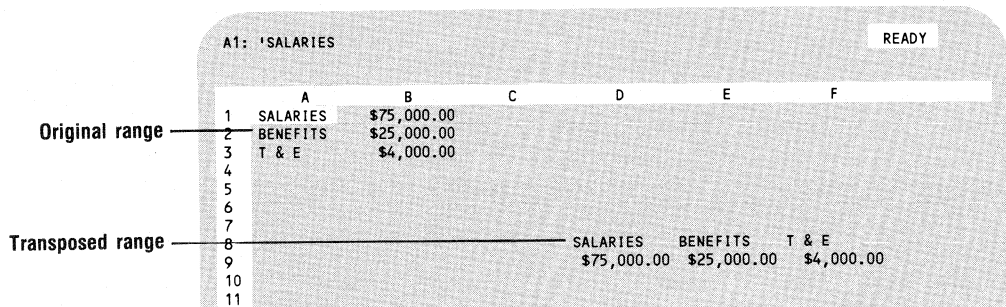 A1: 'SALARIES READY
A B C D E F
1 SALARIES $75,000.00
Original range 2 BENEFITS $25,000.00
3 T & E $4,000.00
4
5
6
7
Transposed range 8 SALARIES BENEFITS T & E
9 $75,000.00 $25,000.00 $4,000.00
10
11